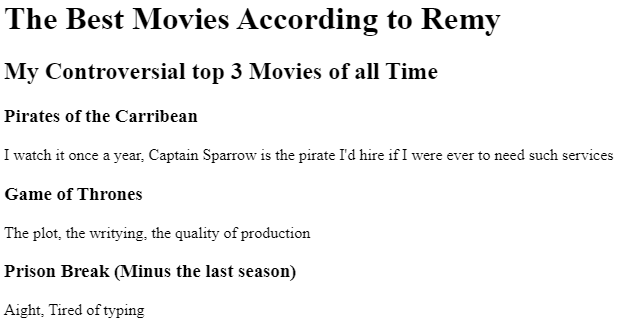 The Best Movies According to Remy
My Controversial top 3 Movies of all Time
Pirates of the Carribean
I watch it once a year, Captain Sparrow is the pirate I'd hire if I were ever to need such services
Game of Thrones
The plot, the writying, the quality of production
Prison Break (Minus the last season)
Aight, Tired of typing